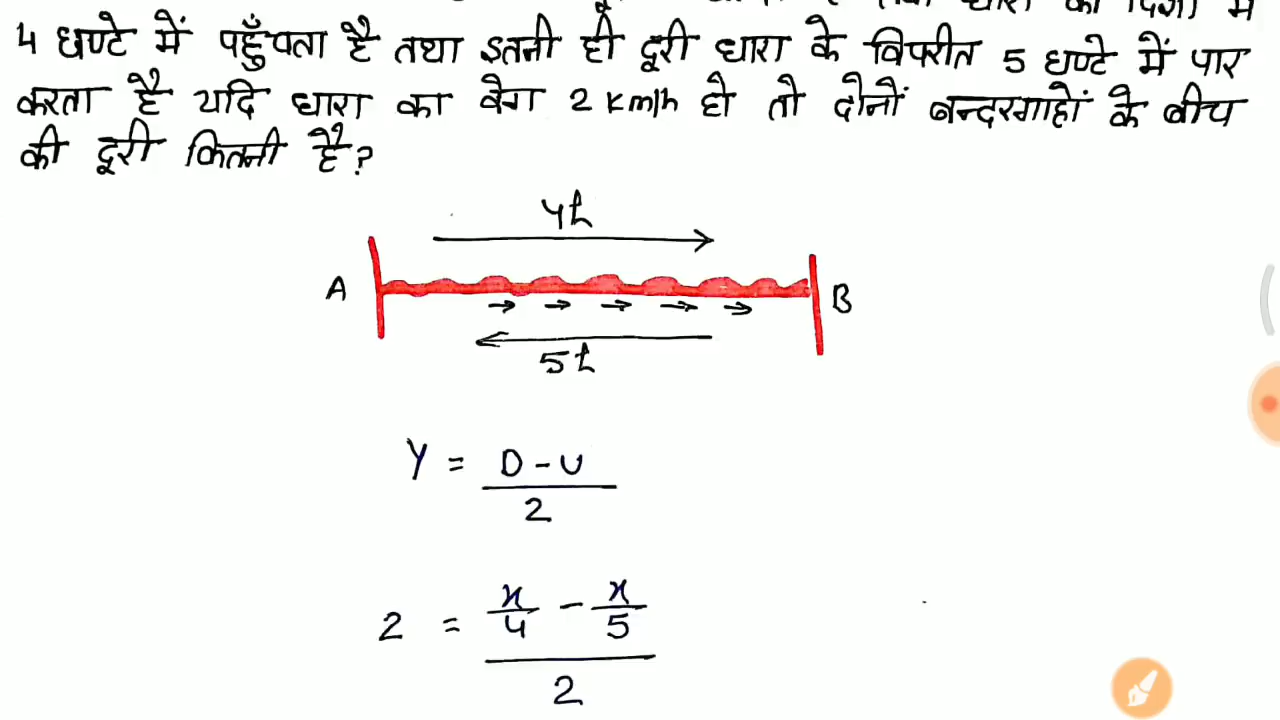 धारा की दिशा में
4 घण्टे में पहुँचता है तथा इतनी ही दूरी धारा के विपरीत 5 घण्टे में पार
करता है यदि धारा का वेग 2 km/h हो तो दोनों बन्दरगाहों के बीच
की दूरी कितनी है?
4h
A
B
5h
Y = D - U
2
2 = x/4 - x/5
2